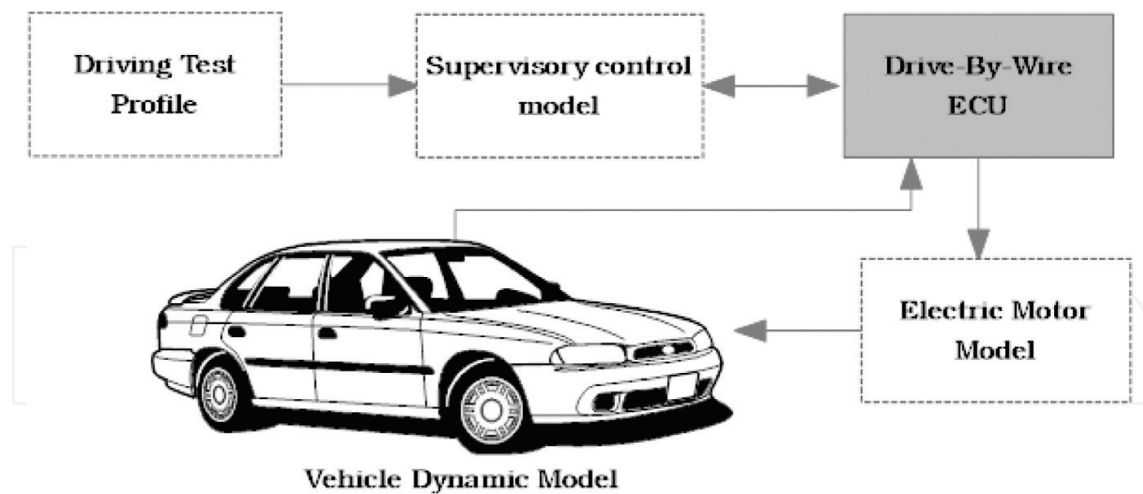 Driving Test
Profile
Supervisory control
model
Drive-By-Wire
ECU
Electric Motor
Model
Vehicle Dynamic Model